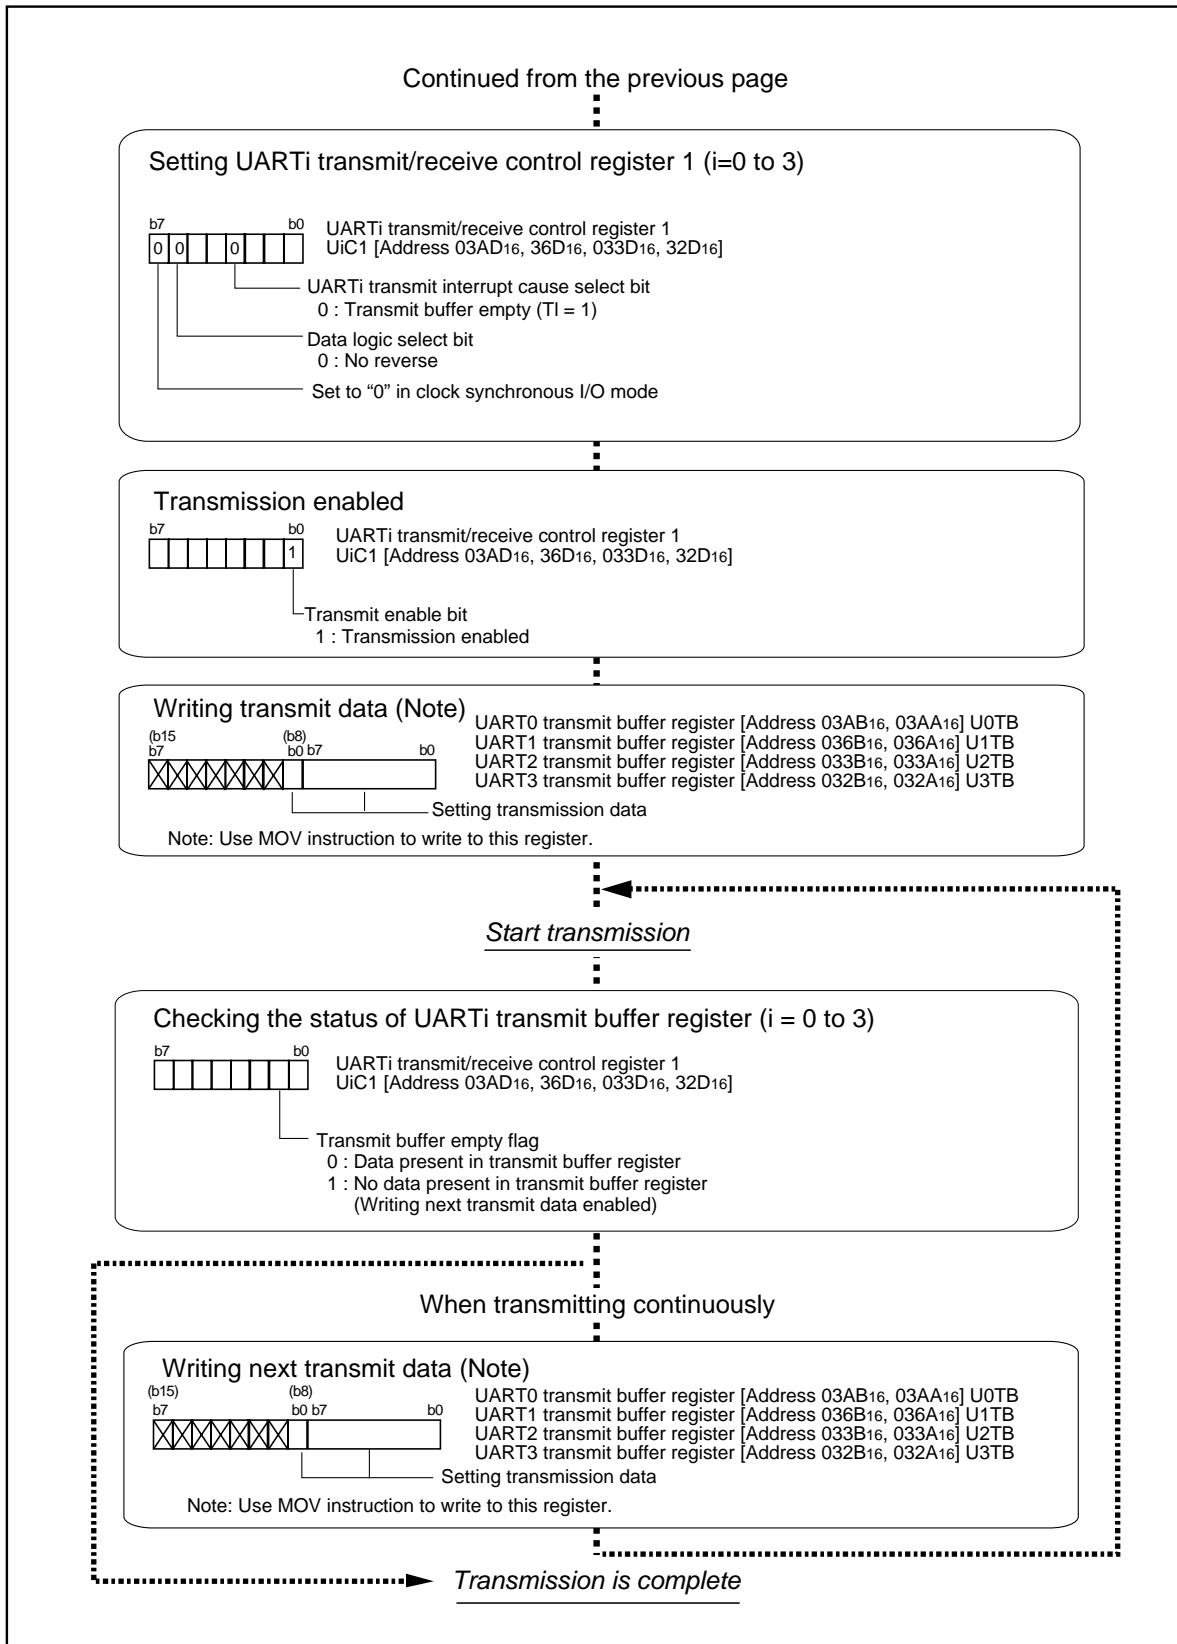 Continued from the previous page
Setting UARTi transmit/receive control register 1 (i=0 to 3)
b7 b0
UARTi transmit/receive control register 1
0 0 0
UiC1 [Address 03AD16, 36D16, 033D16, 32D16]
UARTi transmit interrupt cause select bit
0 : Transmit buffer empty (TI = 1)
Data logic select bit
0 : No reverse
Set to “0” in clock synchronous I/O mode
Transmission enabled
b7 b0
UARTi transmit/receive control register 1
1
UiC1 [Address 03AD16, 36D16, 033D16, 32D16]
Transmit enable bit
1 : Transmission enabled
Writing transmit data (Note)
(b15 (b8)
b7 b0 b7 b0
UART0 transmit buffer register [Address 03AB16, 03AA16] U0TB
UART1 transmit buffer register [Address 036B16, 036A16] U1TB
UART2 transmit buffer register [Address 033B16, 033A16] U2TB
UART3 transmit buffer register [Address 032B16, 032A16] U3TB
Setting transmission data
Note: Use MOV instruction to write to this register.
Start transmission
Checking the status of UARTi transmit buffer register (i = 0 to 3)
b7 b0
UARTi transmit/receive control register 1
UiC1 [Address 03AD16, 36D16, 033D16, 32D16]
Transmit buffer empty flag
0 : Data present in transmit buffer register
1 : No data present in transmit buffer register
(Writing next transmit data enabled)
When transmitting continuously
Writing next transmit data (Note)
(b15) (b8)
b7 b0 b7 b0
UART0 transmit buffer register [Address 03AB16, 03AA16] U0TB
UART1 transmit buffer register [Address 036B16, 036A16] U1TB
UART2 transmit buffer register [Address 033B16, 033A16] U2TB
UART3 transmit buffer register [Address 032B16, 032A16] U3TB
Setting transmission data
Note: Use MOV instruction to write to this register.
Transmission is complete